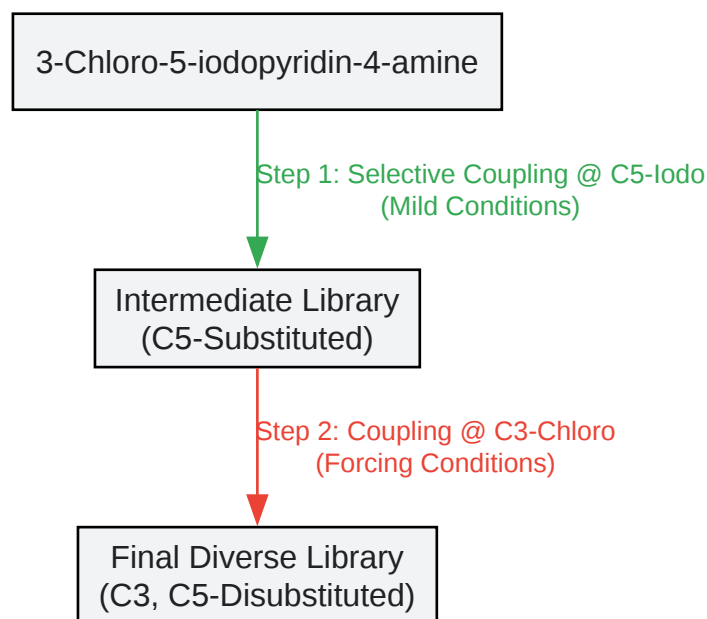 3-Chloro-5-iodopyridin-4-amine
Step 1: Selective Coupling @ C5-Iodo
(Mild Conditions)
Intermediate Library
(C5-Substituted)
Step 2: Coupling @ C3-Chloro
(Forcing Conditions)
Final Diverse Library
(C3, C5-Disubstituted)